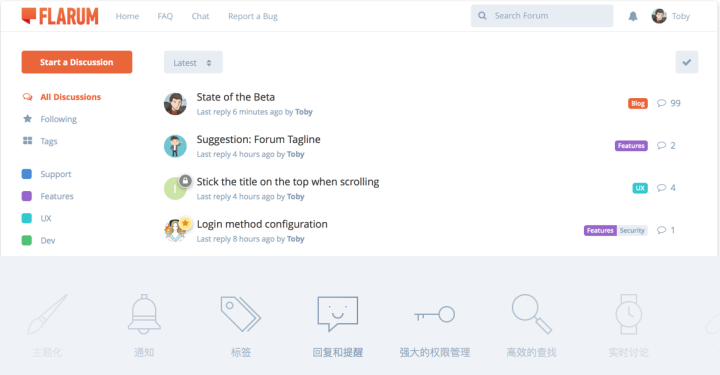 FLARUM
Home FAQ Chat Report a Bug Search Forum Toby
Start a Discussion
Latest
All Discussions
Following
Tags
Support
Features
UX
Dev
State of the Beta
Last reply 6 minutes ago by Toby
Blog 99
Suggestion: Forum Tagline
Last reply 4 hours ago by Toby
Features 2
I
Stick the title on the top when scrolling
Last reply 4 hours ago by Toby
UX 4
Login method configuration
Last reply 8 hours ago by Toby
Features Security 1
主题化 通知 标签 回复和提醒 强大的权限管理 高效的查找 实时讨论